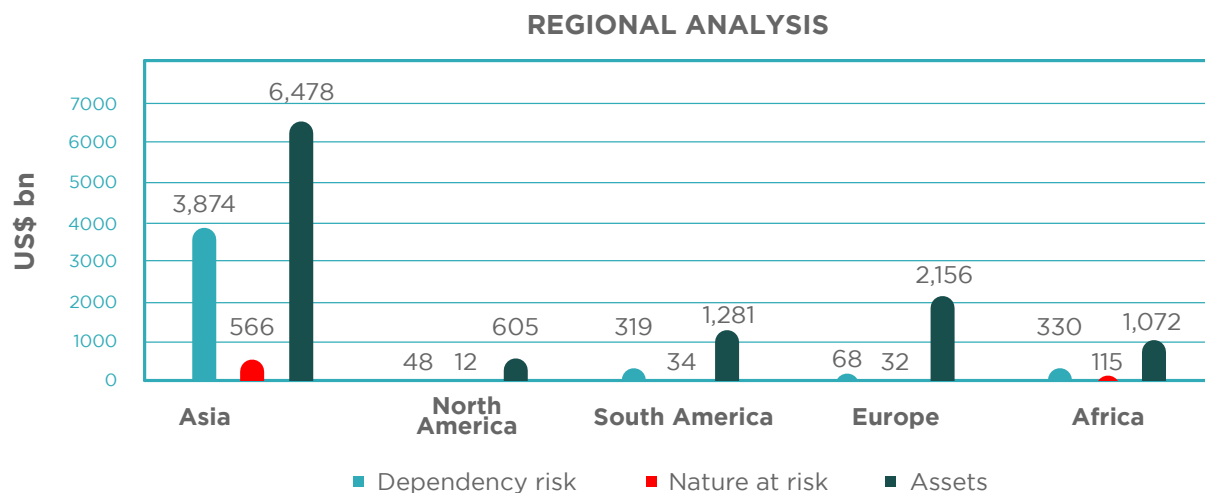 REGIONAL ANALYSIS
US$ bn
7000
6000
5000
4000
3000
2000
1000
0
3,874
566
6,478
48
12
605
319
34
1,281
68
32
2,156
330
115
1,072
Asia
North
America
South America
Europe
Africa
Dependency risk
Nature at risk
Assets